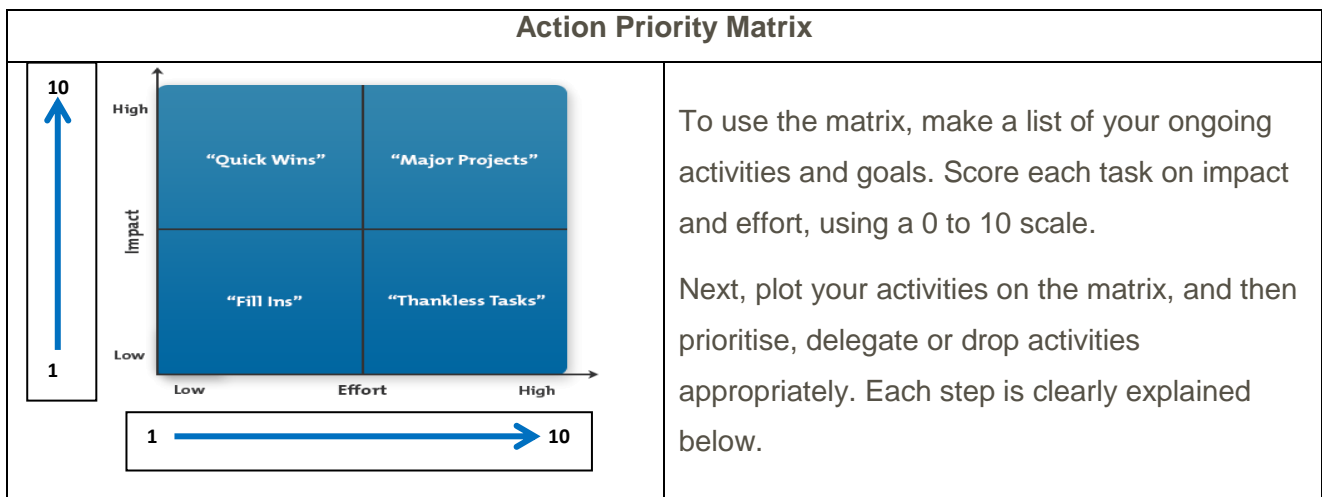 Action Priority Matrix
10
High
"Quick Wins"
"Major Projects"
Impact
"Fill Ins"
"Thankless Tasks"
Low
1
Low
Effort
High
1
10
To use the matrix, make a list of your ongoing
activities and goals. Score each task on impact
and effort, using a 0 to 10 scale.
Next, plot your activities on the matrix, and then
prioritise, delegate or drop activities
appropriately. Each step is clearly explained
below.